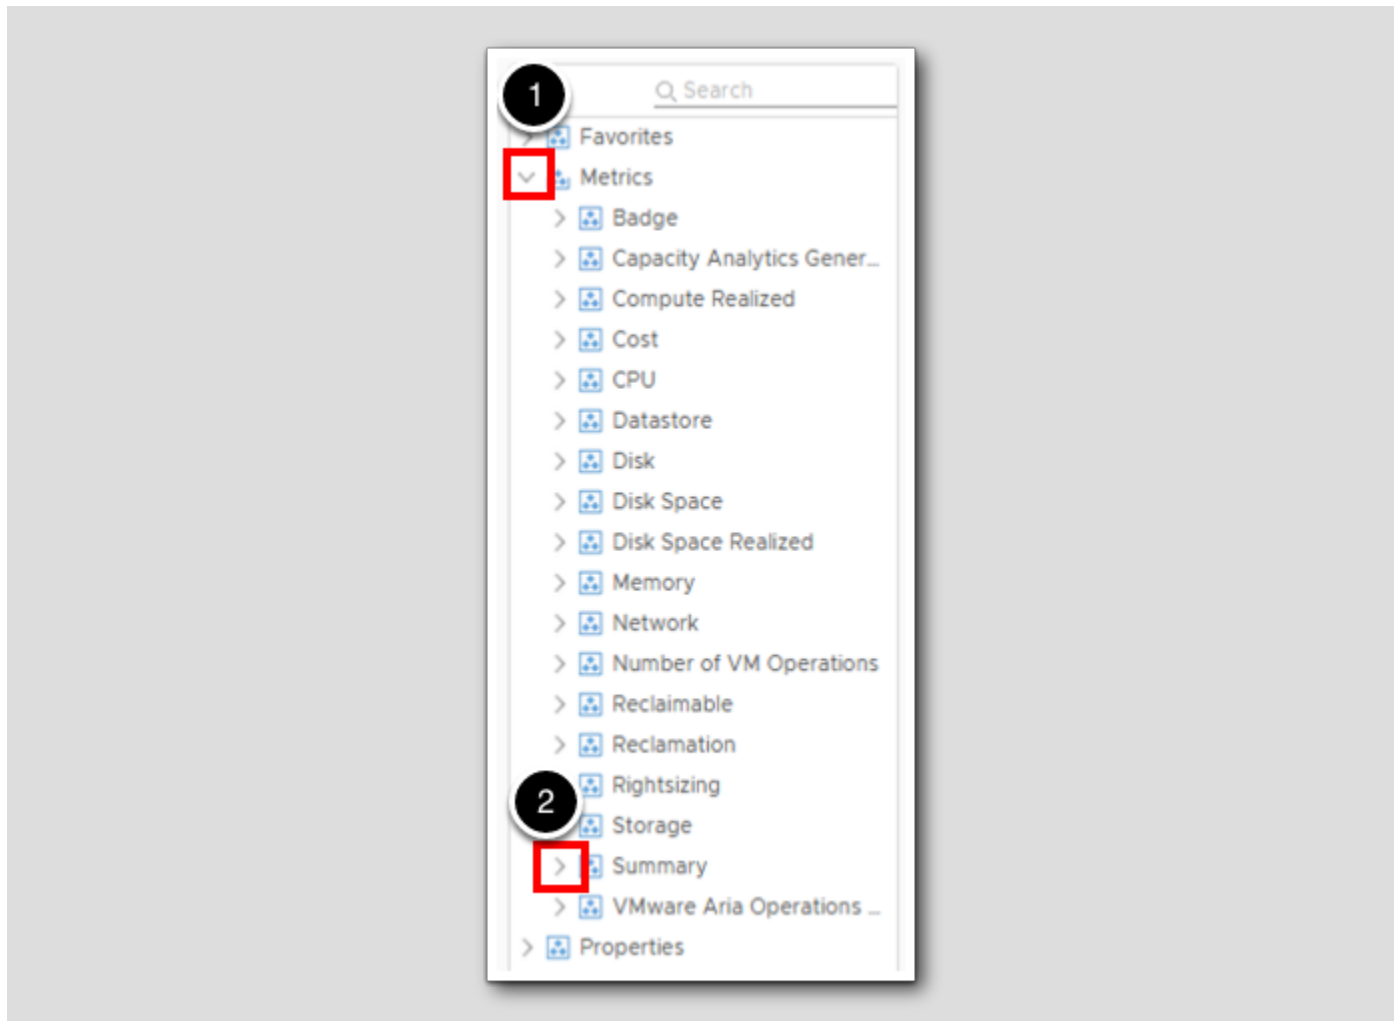 1
Search
Favorites
Metrics
Badge
Capacity Analytics Gener...
Compute Realized
Cost
CPU
Datastore
Disk
Disk Space
Disk Space Realized
Memory
Network
Number of VM Operations
Reclaimable
Reclamation
Rightsizing
2
Storage
Summary
VMware Aria Operations ...
Properties